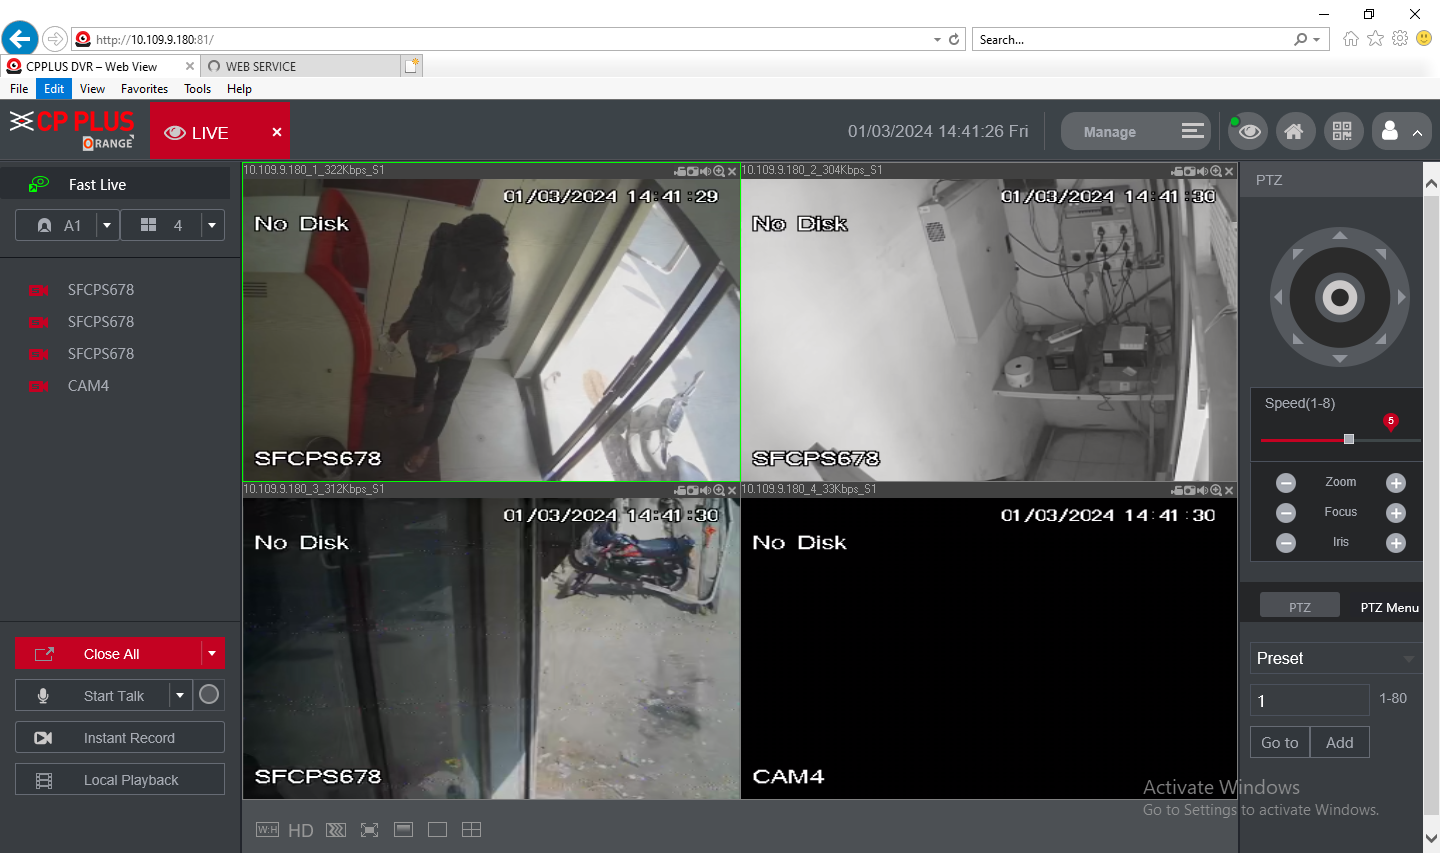 http://10.109.9.180:81/
Search...
CPPLUS DVR – Web View
WEB SERVICE
File Edit View Favorites Tools Help
CP PLUS
ORANGE
LIVE
01/03/2024 14:41:26 Fri
Manage
Fast Live
A1
4
SFCPS678
SFCPS678
SFCPS678
CAM4
Close All
Start Talk
Instant Record
Local Playback
10.109.9.180_1_322Kbps_S1
01/03/2024 14:41:29
No Disk
SFCPS678
10.109.9.180_2_304Kbps_S1
01/03/2024 14:41:30
No Disk
SFCPS678
10.109.9.180_3_312Kbps_S1
01/03/2024 14:41:30
No Disk
SFCPS678
10.109.9.180_4_33Kbps_S1
01/03/2024 14:41:30
No Disk
CAM4
W:H
HD
PTZ
Speed(1-8)
5
Zoom
Focus
Iris
PTZ
PTZ Menu
Preset
1
1-80
Go to
Add
Activate Windows
Go to Settings to activate Windows.